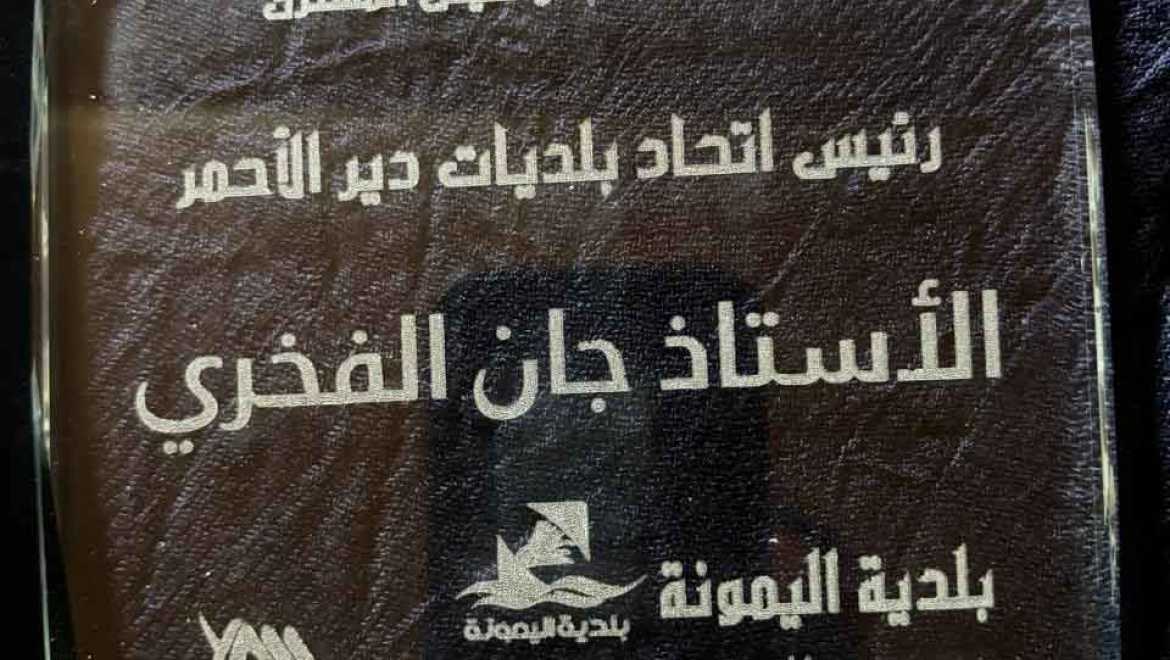 رئيس اتحاد بلديات دير الأحمر
الأستاذ جان الفخري
بلدية اليمونة
بلدية اليمونة